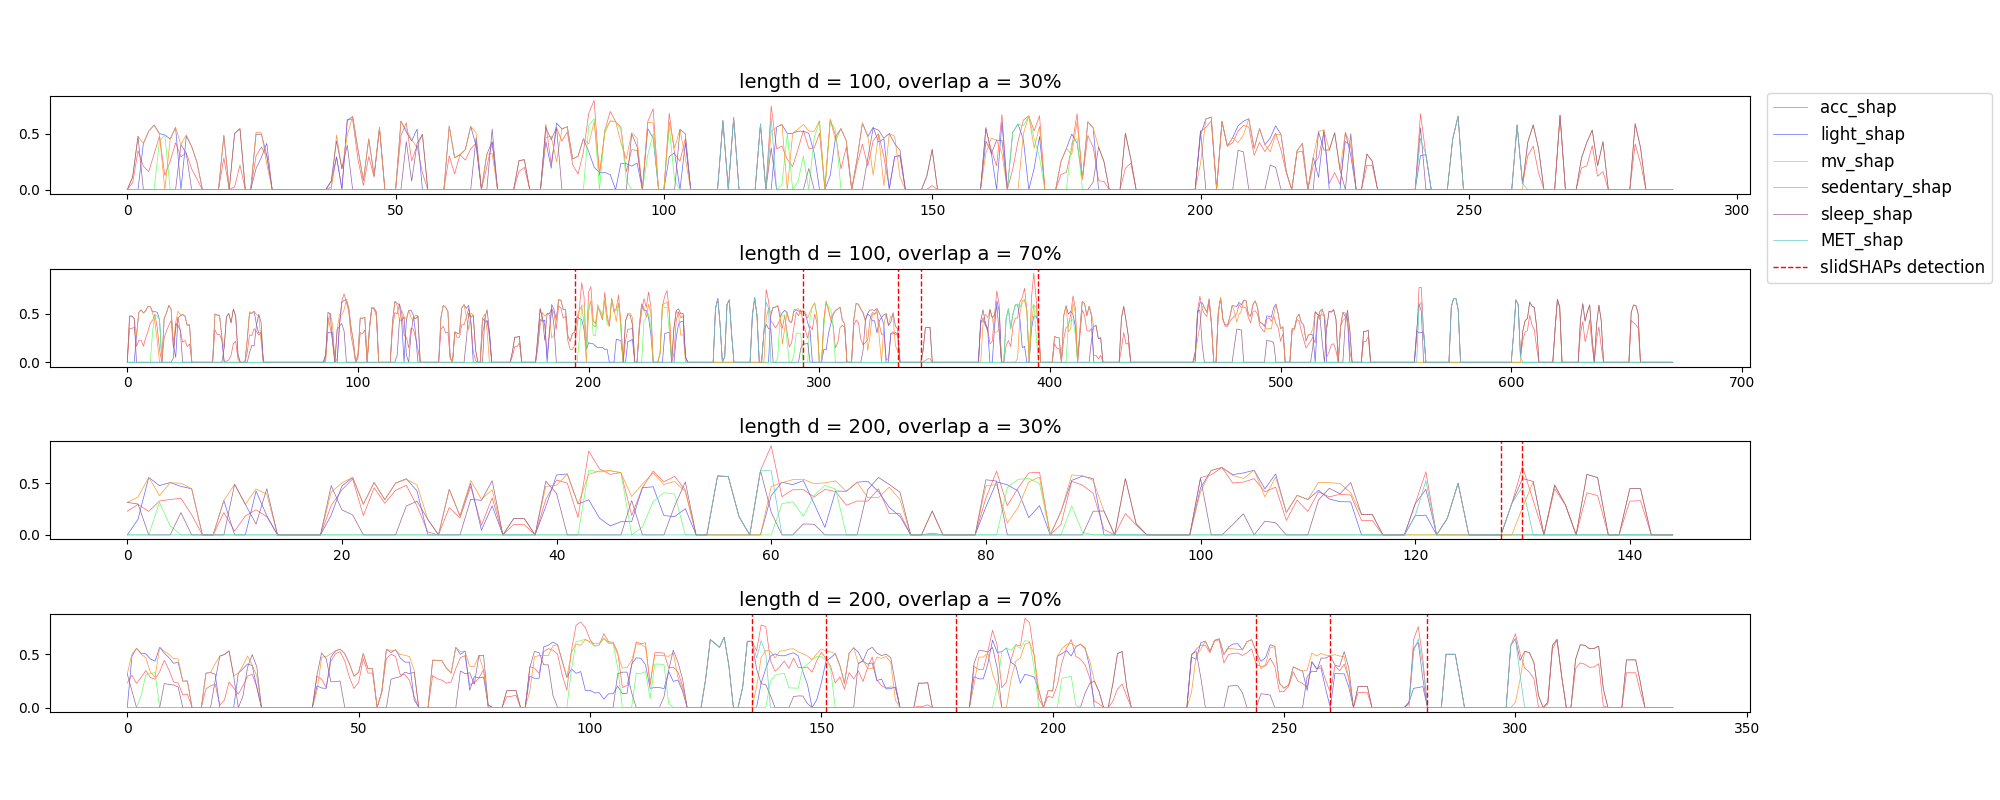 length d = 100, overlap a = 30%
0.5
0.0
0 50 100 150 200 250 300
acc_shap
light_shap
mv_shap
sedentary_shap
sleep_shap
MET_shap
slidSHAPs detection
length d = 100, overlap a = 70%
0.5
0.0
0 100 200 300 400 500 600 700
length d = 200, overlap a = 30%
0.5
0.0
0 20 40 60 80 100 120 140
length d = 200, overlap a = 70%
0.5
0.0
0 50 100 150 200 250 300 350